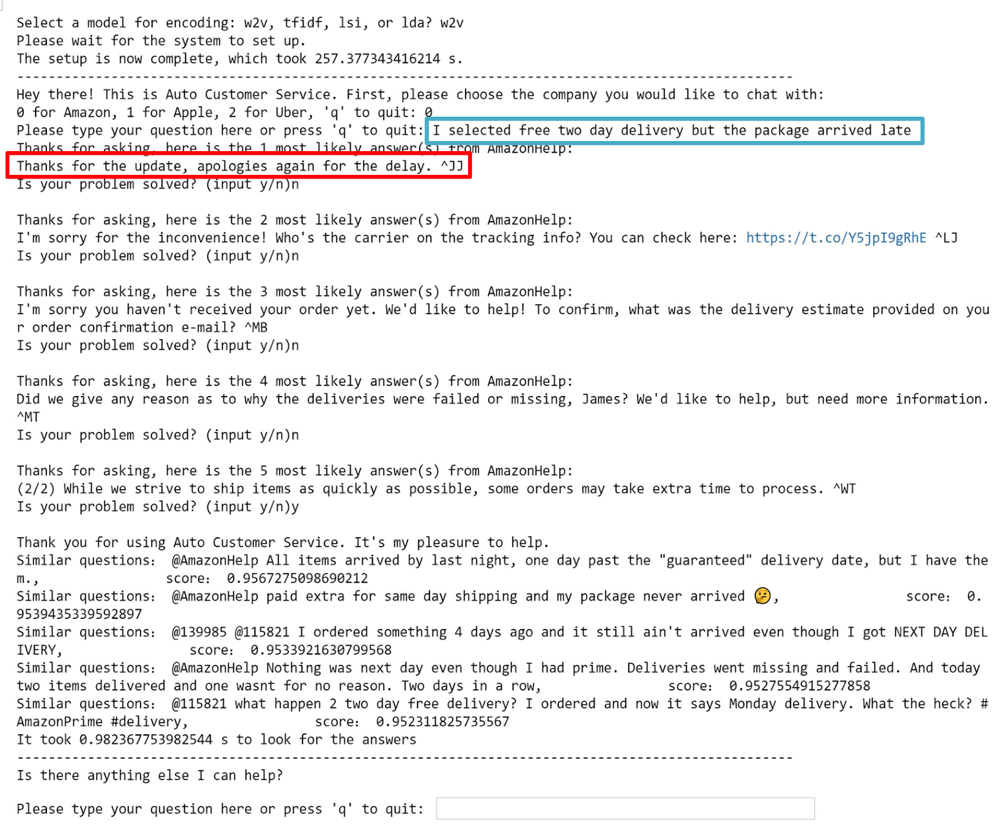 Select a model for encoding: w2v, tfidf, lsi, or lda? w2v
Please wait for the system to set up.
The setup is now complete, which took 257.377343416214 s.
---------------------------------------------------------------------------------------------------
Hey there! This is Auto Customer Service. First, please choose the company you would like to chat with:
0 for Amazon, 1 for Apple, 2 for Uber, 'q' to quit: 0
Please type your question here or press 'q' to quit: I selected free two day delivery but the package arrived late
Thanks for asking, here is the 1 most likely answer(s) from AmazonHelp:
Thanks for the update, apologies again for the delay. ^JJ
Is your problem solved? (input y/n)n
Thanks for asking, here is the 2 most likely answer(s) from AmazonHelp:
I'm sorry for the inconvenience! Who's the carrier on the tracking info? You can check here: https://t.co/Y5jpI9gRhE ^LJ
Is your problem solved? (input y/n)n
Thanks for asking, here is the 3 most likely answer(s) from AmazonHelp:
I'm sorry you haven't received your order yet. We'd like to help! To confirm, what was the delivery estimate provided on you
r order confirmation e-mail? ^MB
Is your problem solved? (input y/n)n
Thanks for asking, here is the 4 most likely answer(s) from AmazonHelp:
Did we give any reason as to why the deliveries were failed or missing, James? We'd like to help, but need more information.
^MT
Is your problem solved? (input y/n)n
Thanks for asking, here is the 5 most likely answer(s) from AmazonHelp:
(2/2) While we strive to ship items as quickly as possible, some orders may take extra time to process. ^WT
Is your problem solved? (input y/n)y
Thank you for using Auto Customer Service. It's my pleasure to help.
Similar questions:  @AmazonHelp All items arrived by last night, one day past the "guaranteed" delivery date, but I have the
m.,                score:  0.9567275098690212
Similar questions:  @AmazonHelp paid extra for same day shipping and my package never arrived 🤔,                score:  0.
9539435339592897
Similar questions:  @139985 @115821 I ordered something 4 days ago and it still ain't arrived even though I got NEXT DAY DEL
IVERY,                score:  0.9533921630799568
Similar questions:  @AmazonHelp Nothing was next day even though I had prime. Deliveries went missing and failed. And today
two items delivered and one wasnt for no reason. Two days in a row,                score:  0.9527554915277858
Similar questions:  @115821 what happen 2 two day free delivery? I ordered and now it says Monday delivery. What the heck? #
AmazonPrime #delivery,                score:  0.952311825735567
It took 0.982367753982544 s to look for the answers
---------------------------------------------------------------------------------------------------
Is there anything else I can help?
Please type your question here or press 'q' to quit: